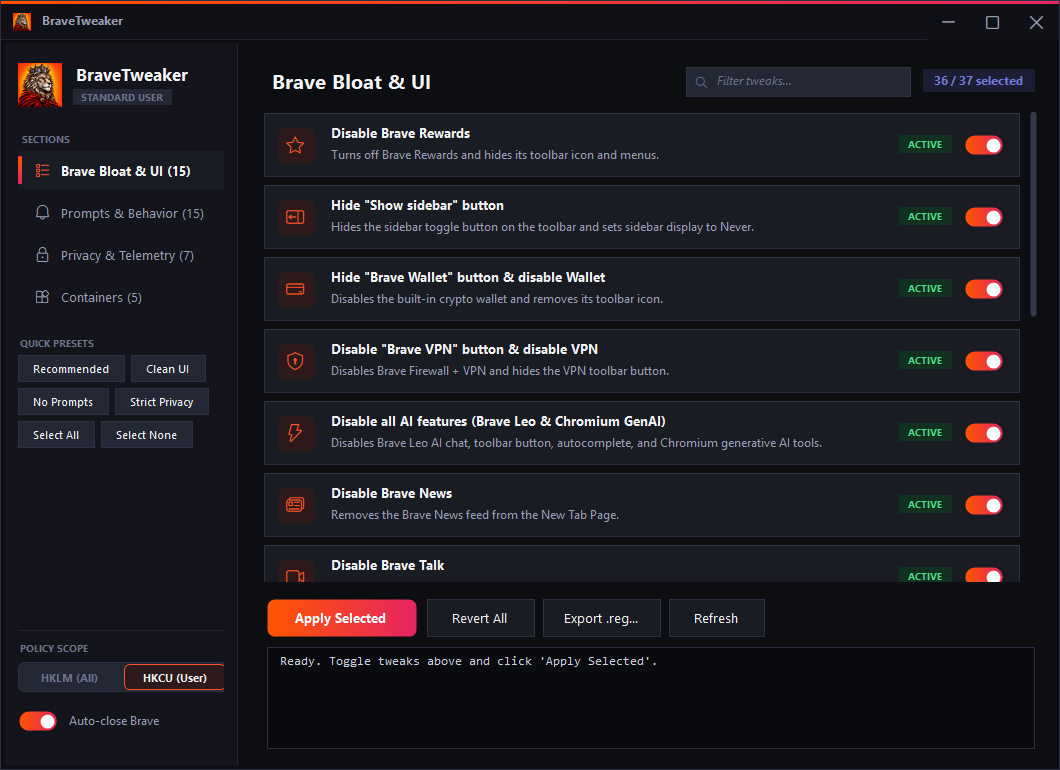 BraveTweaker
BraveTweaker
STANDARD USER
SECTIONS
Brave Bloat & UI (15)
Prompts & Behavior (15)
Privacy & Telemetry (7)
Containers (5)
QUICK PRESETS
Recommended
Clean UI
No Prompts
Strict Privacy
Select All
Select None
POLICY SCOPE
HKLM (All)
HKCU (User)
Auto-close Brave
Brave Bloat & UI
Filter tweaks...
36 / 37 selected
Disable Brave Rewards
Turns off Brave Rewards and hides its toolbar icon and menus.
ACTIVE
Hide "Show sidebar" button
Hides the sidebar toggle button on the toolbar and sets sidebar display to Never.
ACTIVE
Hide "Brave Wallet" button & disable Wallet
Disables the built-in crypto wallet and removes its toolbar icon.
ACTIVE
Disable "Brave VPN" button & disable VPN
Disables Brave Firewall + VPN and hides the VPN toolbar button.
ACTIVE
Disable all AI features (Brave Leo & Chromium GenAI)
Disables Brave Leo AI chat, toolbar button, autocomplete, and Chromium generative AI tools.
ACTIVE
Disable Brave News
Removes the Brave News feed from the New Tab Page.
ACTIVE
Disable Brave Talk
ACTIVE
Apply Selected
Revert All
Export .reg...
Refresh
Ready. Toggle tweaks above and click 'Apply Selected'.